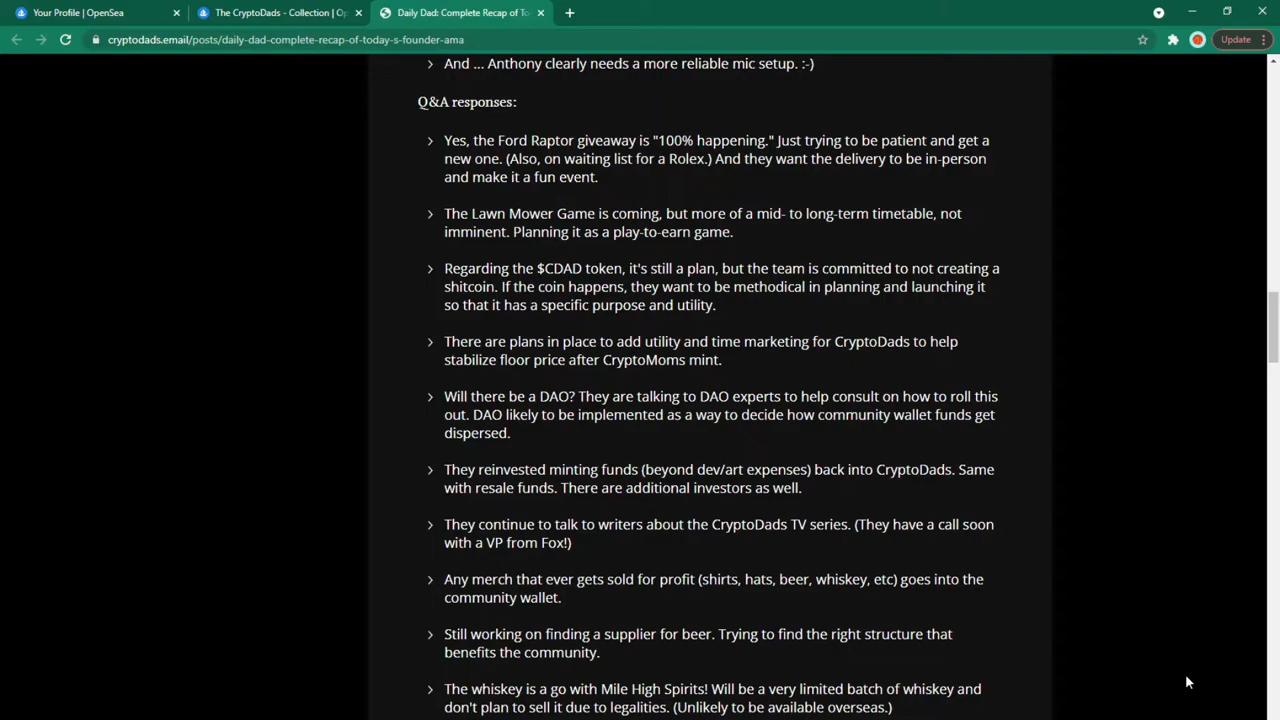 Your Profile | OpenSea
The CryptoDads - Collection | Op
Daily Dad: Complete Recap of To
cryptodads.email/posts/daily-dad-complete-recap-of-today-s-founder-ama
Update
And ... Anthony clearly needs a more reliable mic setup. :-)
Q&A responses:
Yes, the Ford Raptor giveaway is "100% happening." Just trying to be patient and get a
new one. (Also, on waiting list for a Rolex.) And they want the delivery to be in-person
and make it a fun event.
The Lawn Mower Game is coming, but more of a mid- to long-term timetable, not
imminent. Planning it as a play-to-earn game.
Regarding the $CDAD token, it's still a plan, but the team is committed to not creating a
shitcoin. If the coin happens, they want to be methodical in planning and launching it
so that it has a specific purpose and utility.
There are plans in place to add utility and time marketing for CryptoDads to help
stabilize floor price after CryptoMoms mint.
Will there be a DAO? They are talking to DAO experts to help consult on how to roll this
out. DAO likely to be implemented as a way to decide how community wallet funds get
dispersed.
They reinvested minting funds (beyond dev/art expenses) back into CryptoDads. Same
with resale funds. There are additional investors as well.
They continue to talk to writers about the CryptoDads TV series. (They have a call soon
with a VP from Fox!)
Any merch that ever gets sold for profit (shirts, hats, beer, whiskey, etc) goes into the
community wallet.
Still working on finding a supplier for beer. Trying to find the right structure that
benefits the community.
The whiskey is a go with Mile High Spirits! Will be a very limited batch of whiskey and
don't plan to sell it due to legalities. (Unlikely to be available overseas.)